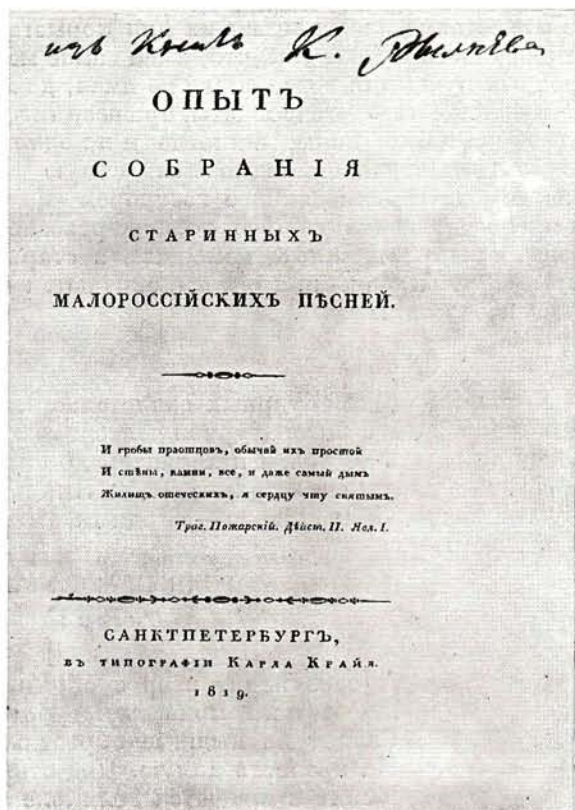 изъ Книгъ К. Рылѣева
ОПЫТЪ
СОБРАНІЯ
СТАРИННЫХЪ
МАЛОРОССІЙСКИХЪ ПѢСНЕЙ.
И гробы праотцовъ, обычай ихъ простой
И стѣны, камни, все, и даже самый дымъ
Жилищъ отеческихъ, я сердцу чту святымъ.
Траг. Пожарскій. Дѣйст. II. Явл. I.
САНКТПЕТЕРБУРГЪ,
въ типографіи Карла Крайя.
1819.